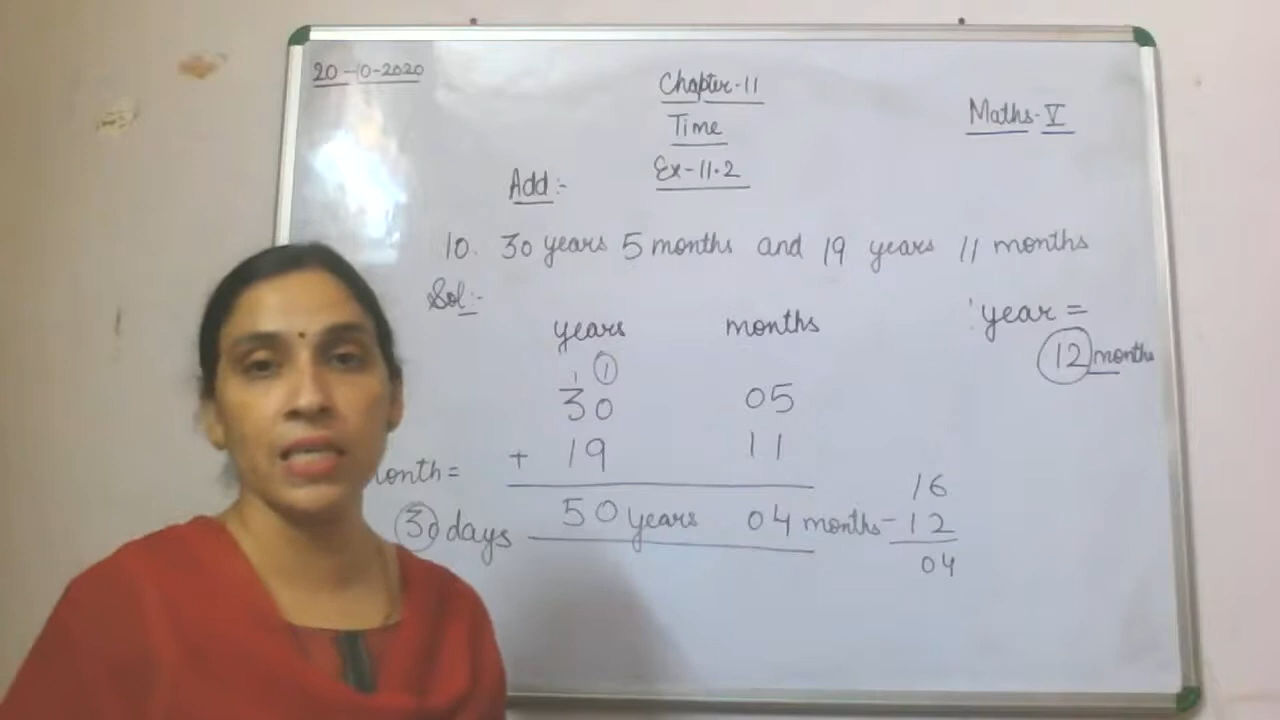 20-10-2020
Chapter-11
Maths-V
Time
Ex-11.2
Add:-
10. 30 years 5 months and 19 years 11 months
Sol:-
year =
12 months
years months
1 1
30 05
+ 19 11
50 years 04 months
16
-12
04
onth =
30 days